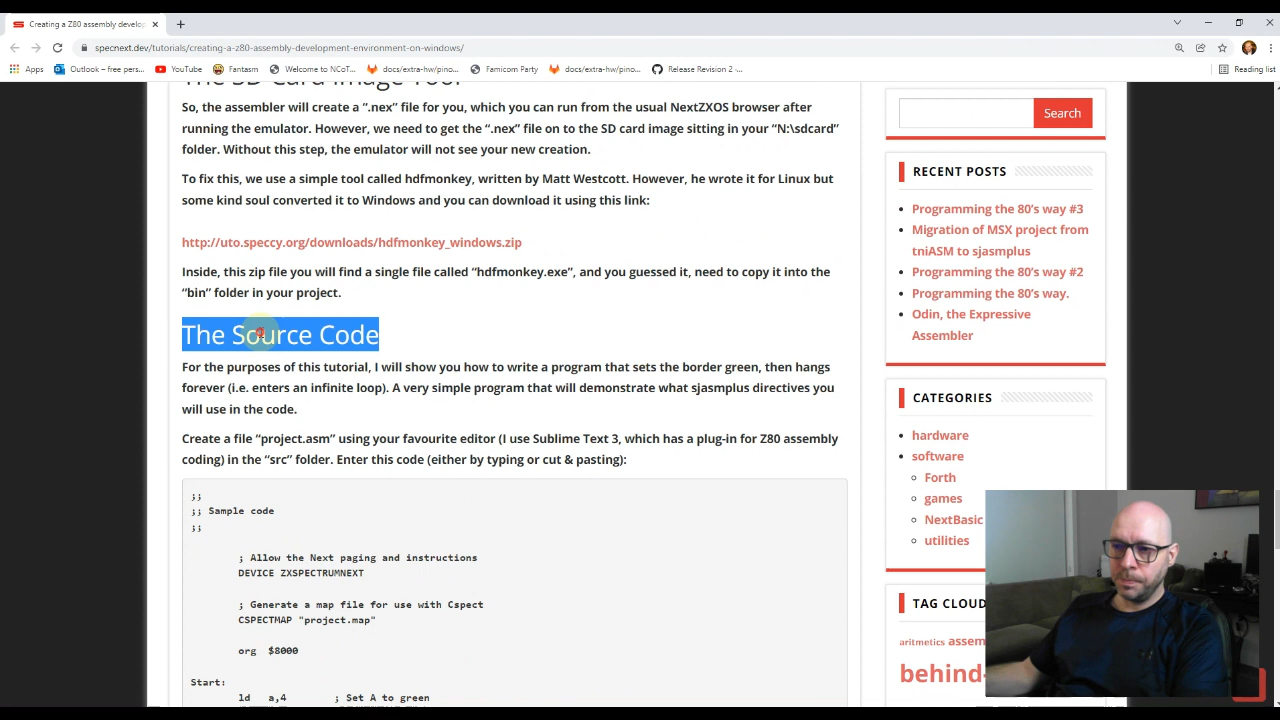 Creating a Z80 assembly develop
specnext.dev/tutorials/creating-a-z80-assembly-development-environment-on-windows/
Apps
Outlook – free pers...
YouTube
Fantasm
Welcome to NCoT...
docs/extra-hw/pino...
Famicom Party
docs/extra-hw/pino...
Release Revision 2 -...
Reading list
The SD Card Image Tool
So, the assembler will create a “.nex” file for you, which you can run from the usual NextZXOS browser after
running the emulator. However, we need to get the “.nex” file on to the SD card image sitting in your “N:\sdcard”
folder. Without this step, the emulator will not see your new creation.
To fix this, we use a simple tool called hdfmonkey, written by Matt Westcott. However, he wrote it for Linux but
some kind soul converted it to Windows and you can download it using this link:
http://uto.speccy.org/downloads/hdfmonkey_windows.zip
Inside, this zip file you will find a single file called “hdfmonkey.exe”, and you guessed it, need to copy it into the
“bin” folder in your project.
The Source Code
For the purposes of this tutorial, I will show you how to write a program that sets the border green, then hangs
forever (i.e. enters an infinite loop). A very simple program that will demonstrate what sjasmplus directives you
will use in the code.
Create a file “project.asm” using your favourite editor (I use Sublime Text 3, which has a plug-in for Z80 assembly
coding) in the “src” folder. Enter this code (either by typing or cut & pasting):
;;
;; Sample code
;;
; Allow the Next paging and instructions
DEVICE ZXSPECTRUMNEXT
; Generate a map file for use with Cspect
CSPECTMAP "project.map"
org $8000
Start:
ld a,4 ; Set A to green
Search
RECENT POSTS
Programming the 80’s way #3
Migration of MSX project from
tniASM to sjasmplus
Programming the 80’s way #2
Programming the 80’s way.
Odin, the Expressive
Assembler
CATEGORIES
hardware
software
Forth
games
NextBasic
utilities
TAG CLOUD
aritmetics assem
behind-